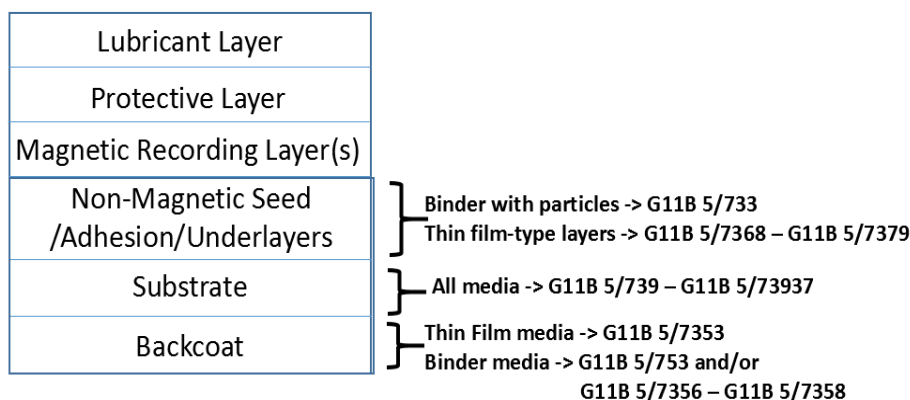 Lubricant Layer
Protective Layer
Magnetic Recording Layer(s)
Non-Magnetic Seed
/Adhesion/Underlayers
Binder with particles -> G11B 5/733
Thin film-type layers -> G11B 5/7368 – G11B 5/7379
Substrate
All media -> G11B 5/739 – G11B 5/73937
Backcoat
Thin Film media -> G11B 5/7353
Binder media -> G11B 5/753 and/or
G11B 5/7356 – G11B 5/7358